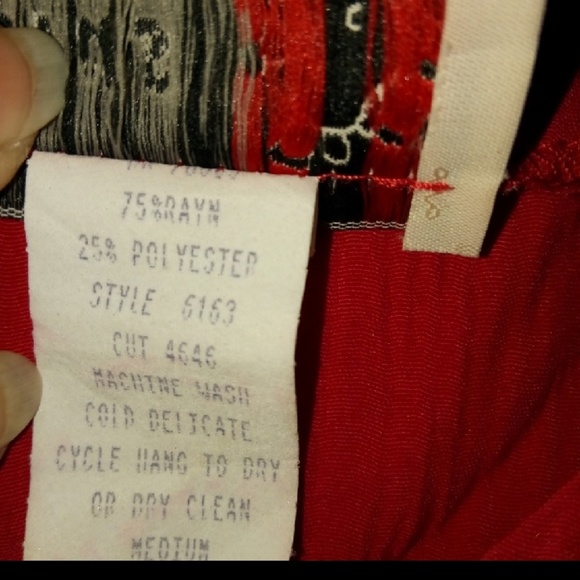 75%RAYN
25% POLYESTER
STYLE 6163
CUT 4646
MACHINE WASH
COLD DELICATE
CYCLE HANG TO DRY
OR DRY CLEAN
MEDIUM